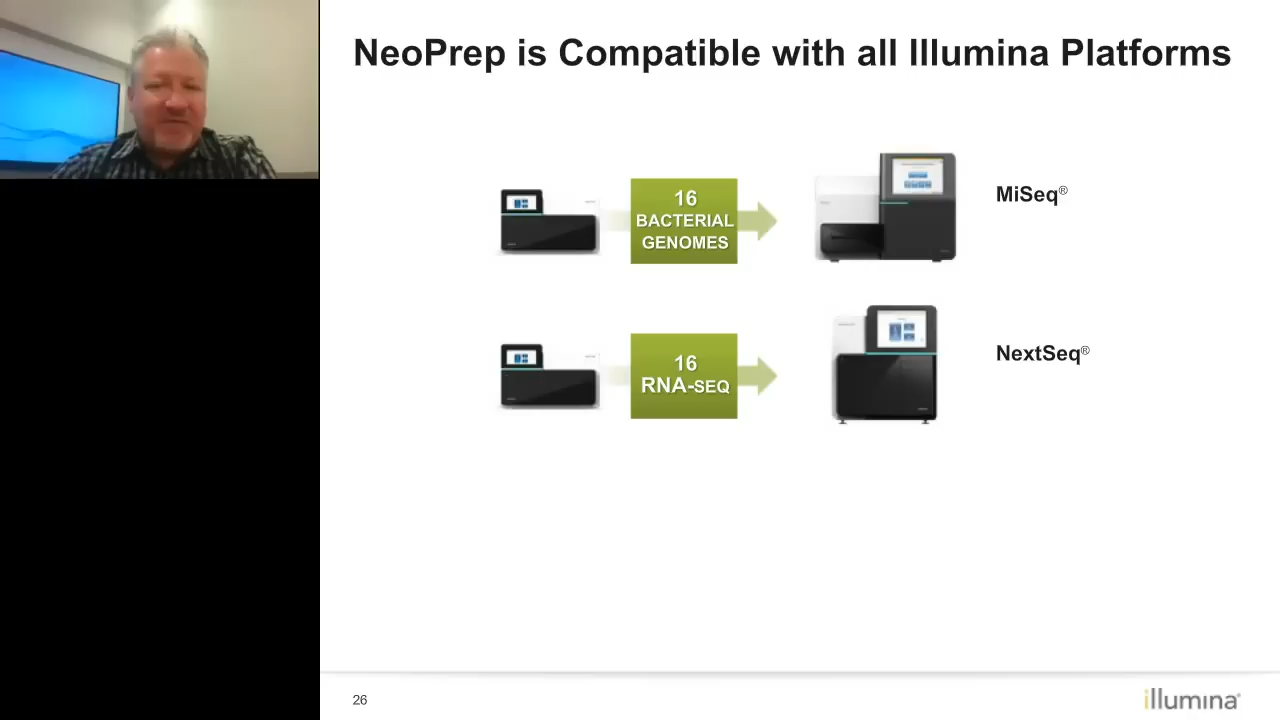 NeoPrep is Compatible with all Illumina Platforms
16
BACTERIAL
GENOMES
MiSeq®
16
RNA-SEQ
NextSeq®
26
illumina®